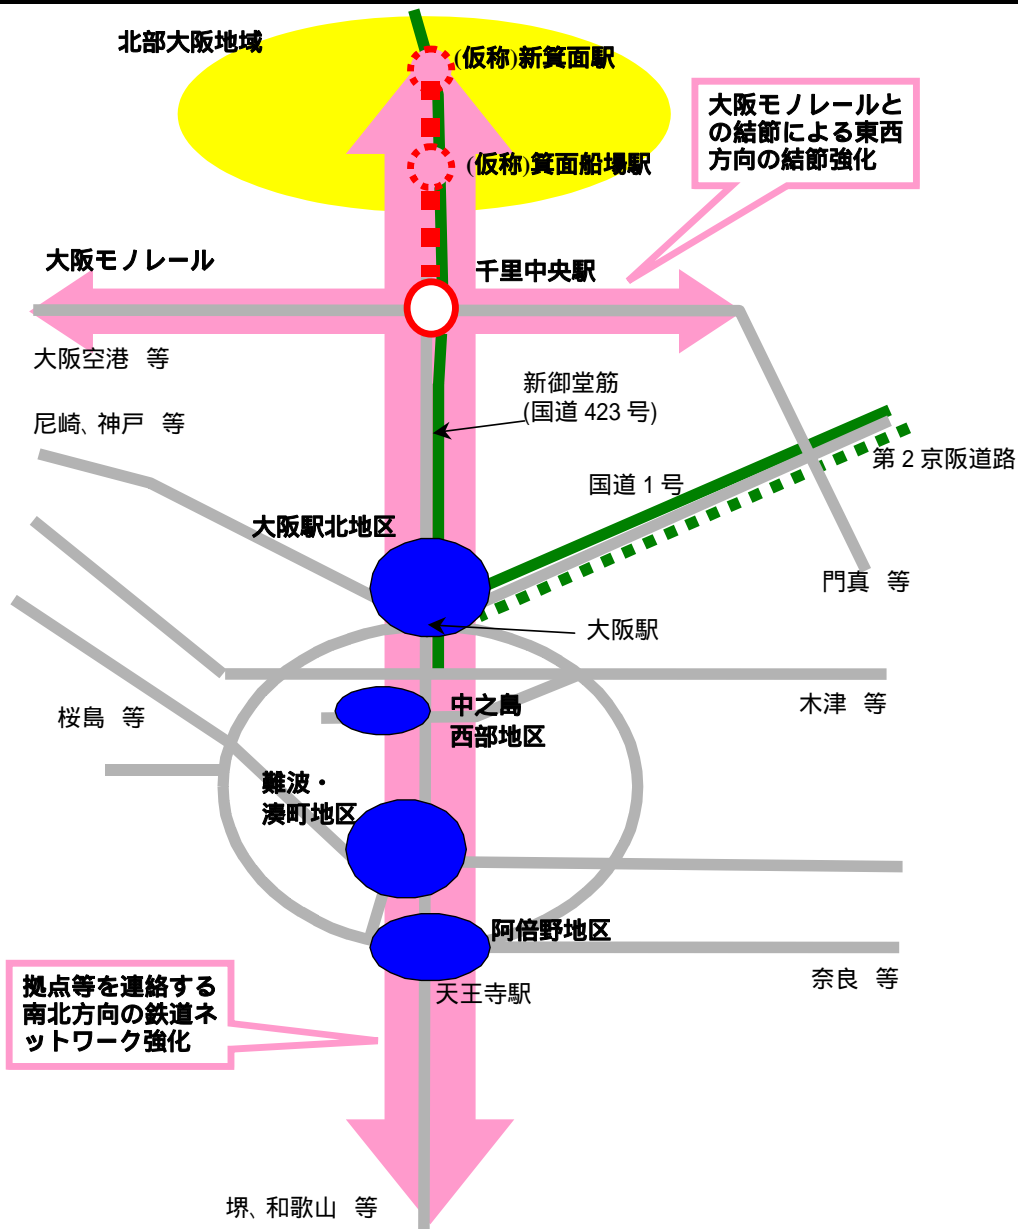 北部大阪地域
(仮称)新箕面駅
大阪モノレールと
の結節による東西
方向の結節強化
(仮称)箕面船場駅
大阪モノレール
千里中央駅
大阪空港 等
新御堂筋
(国道 423 号)
尼崎、神戸 等
第2京阪道路
国道1号
大阪駅北地区
門真 等
大阪駅
中之島
西部地区
木津 等
桜島 等
難波・
湊町地区
阿倍野地区
奈良 等
天王寺駅
拠点等を連絡する
南北方向の鉄道ネ
ットワーク強化
堺、和歌山 等